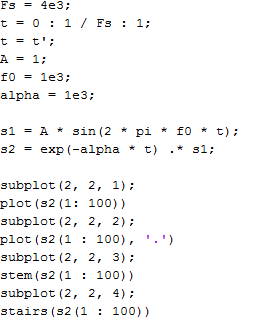 Fs = 4e3;
t = 0 : 1 / Fs : 1;
t = t';
A = 1;
f0 = 1e3;
alpha = 1e3;
s1 = A * sin(2 * pi * f0 * t);
s2 = exp(-alpha * t) .* s1;
subplot(2, 2, 1);
plot(s2(1: 100))
subplot(2, 2, 2);
plot(s2(1 : 100), '.')
subplot(2, 2, 3);
stem(s2(1 : 100))
subplot(2, 2, 4);
stairs(s2(1 : 100))